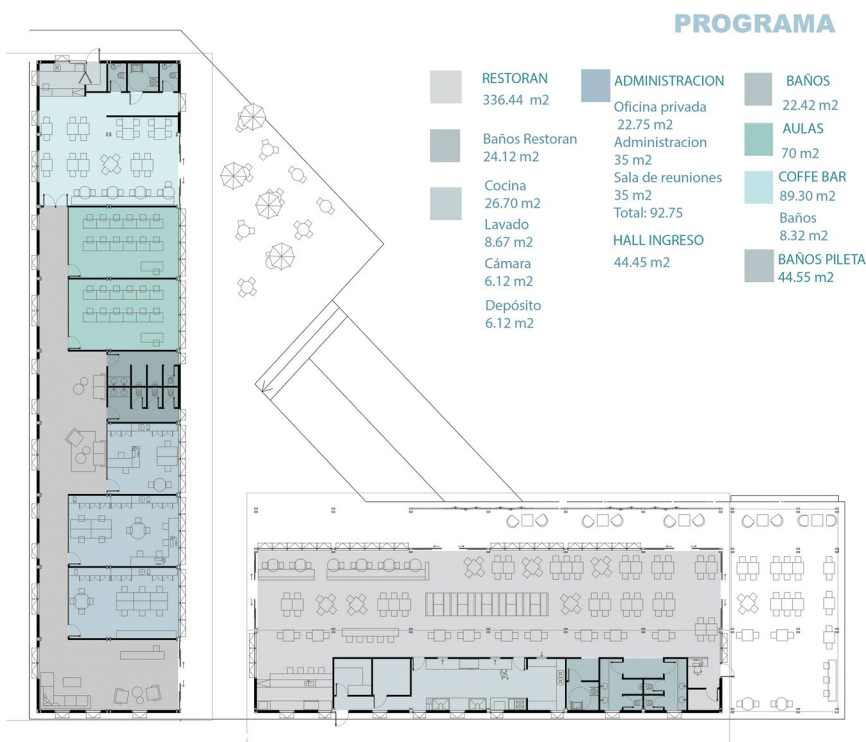 PROGRAMA
RESTORAN
336.44 m2
Baños Restoran
24.12 m2
Cocina
26.70 m2
Lavado
8.67 m2
Cámara
6.12 m2
Depósito
6.12 m2
ADMINISTRACION
Oficina privada
22.75 m2
Administracion
35 m2
Sala de reuniones
35 m2
Total: 92.75
HALL INGRESO
44.45 m2
BAÑOS
22.42 m2
AULAS
70 m2
COFFE BAR
89.30 m2
Baños
8.32 m2
BAÑOS PILETA
44.55 m2